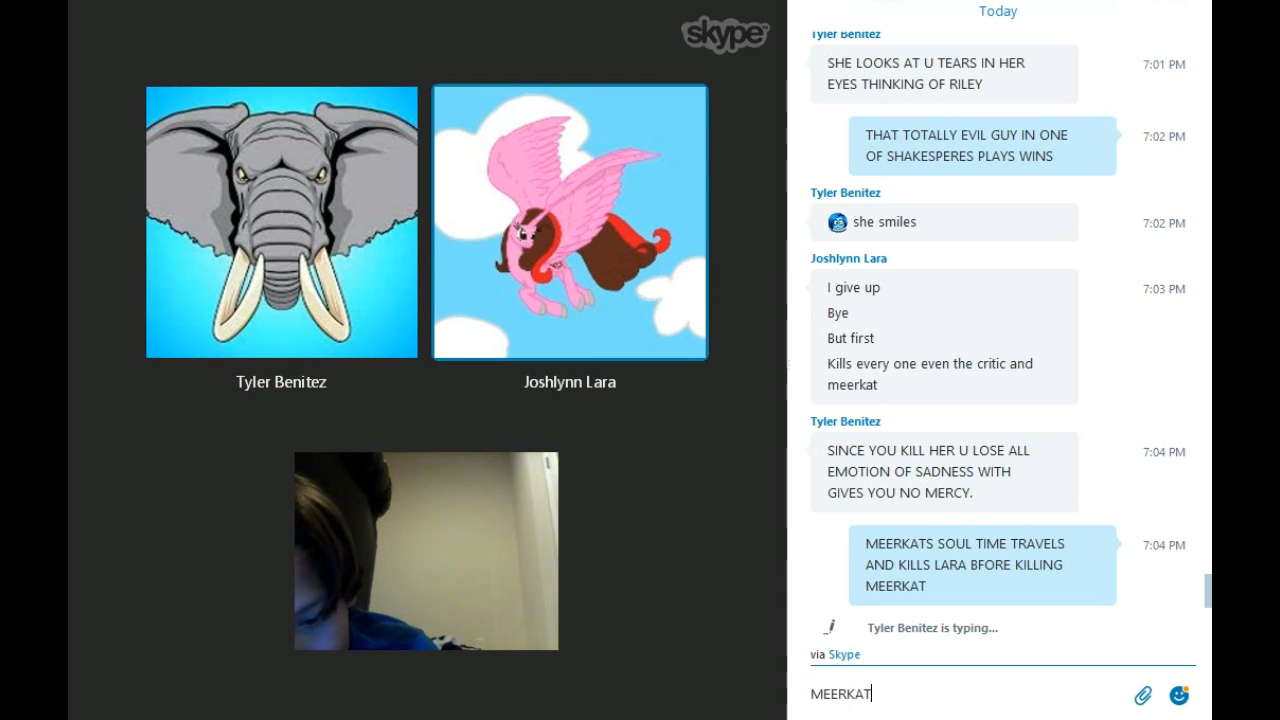 skype
Today
Tyler Benitez
SHE LOOKS AT U TEARS IN HER
EYES THINKING OF RILEY
7:01 PM
THAT TOTALLY EVIL GUY IN ONE
OF SHAKESPERES PLAYS WINS
7:02 PM
Tyler Benitez
she smiles
7:02 PM
Joshlynn Lara
I give up
7:03 PM
Bye
But first
Kills every one even the critic and
meerkat
Tyler Benitez
SINCE YOU KILL HER U LOSE ALL
EMOTION OF SADNESS WITH
GIVES YOU NO MERCY.
7:04 PM
MEERKATS SOUL TIME TRAVELS
AND KILLS LARA BFORE KILLING
MEERKAT
7:04 PM
Tyler Benitez is typing...
via Skype
MEERKAT
Tyler Benitez
Joshlynn Lara